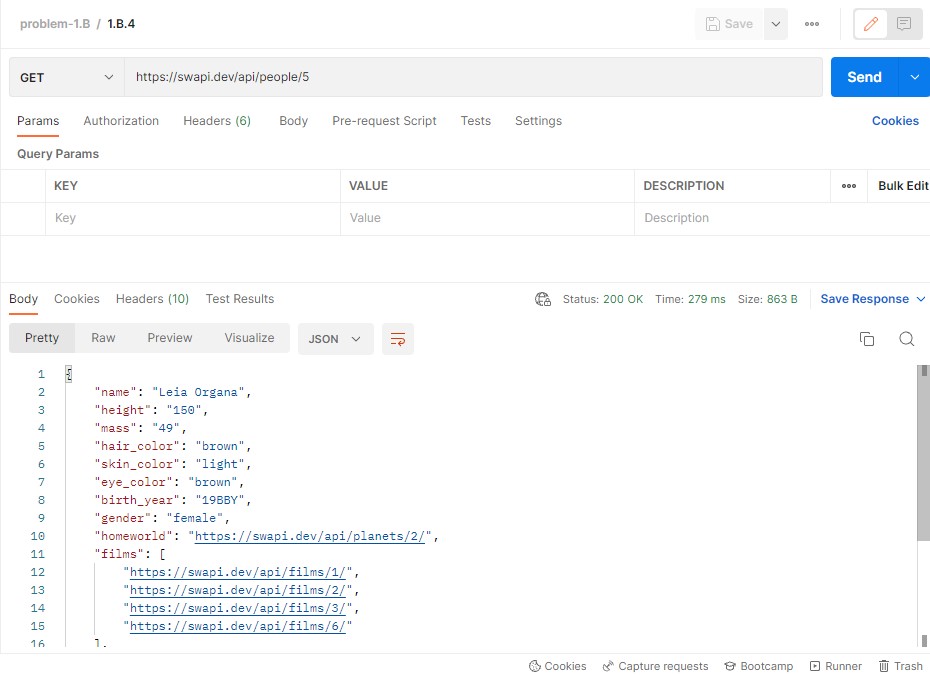 problem-1.B / 1.B.4 Save
GET https://swapi.dev/api/people/5 Send
Params Authorization Headers (6) Body Pre-request Script Tests Settings Cookies
Query Params
KEY VALUE DESCRIPTION Bulk Edit
Key Value Description
Body Cookies Headers (10) Test Results Status: 200 OK Time: 279 ms Size: 863 B Save Response
Pretty Raw Preview Visualize JSON
1 {
2 "name": "Leia Organa",
3 "height": "150",
4 "mass": "49",
5 "hair_color": "brown",
6 "skin_color": "light",
7 "eye_color": "brown",
8 "birth_year": "19BBY",
9 "gender": "female",
10 "homeworld": "https://swapi.dev/api/planets/2/",
11 "films": [
12 "https://swapi.dev/api/films/1/",
13 "https://swapi.dev/api/films/2/",
14 "https://swapi.dev/api/films/3/",
15 "https://swapi.dev/api/films/6/"
16 ],
Cookies Capture requests Bootcamp Runner Trash